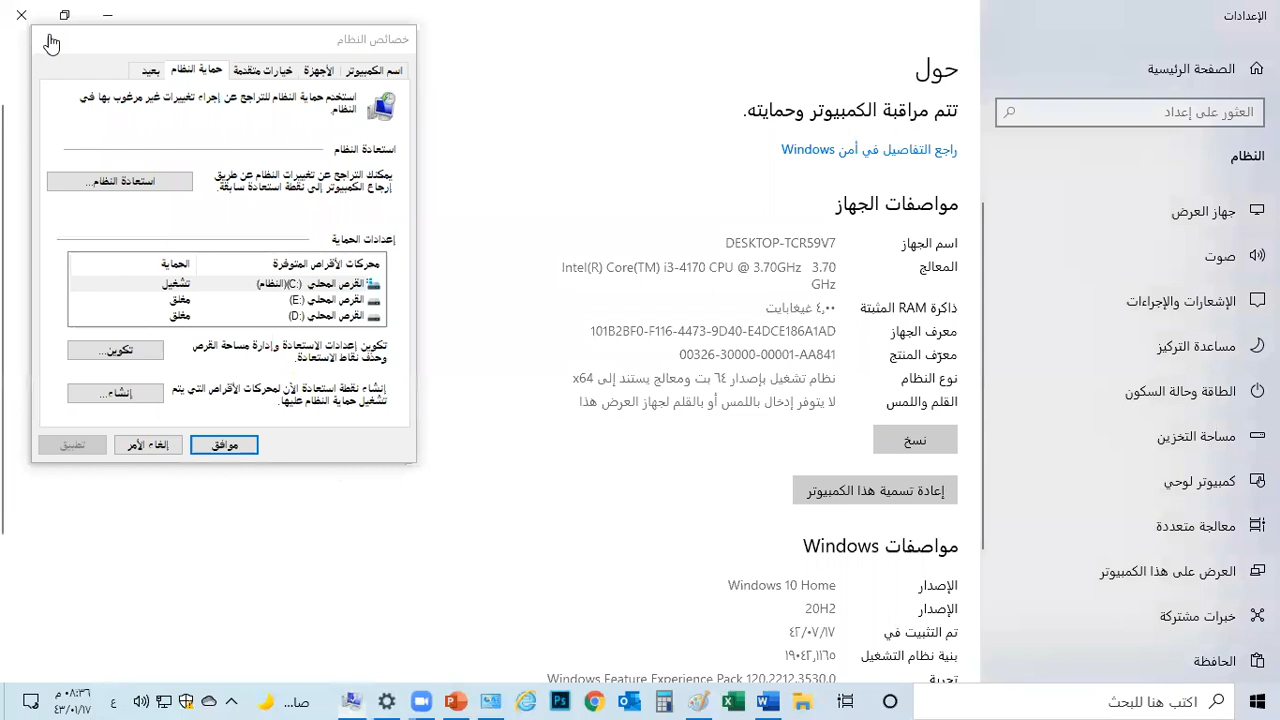 الإعدادات
الصفحة الرئيسية
العثور على إعداد
النظام
جهاز العرض
صوت
الإشعارات والإجراءات
مساعدة التركيز
الطاقة وحالة السكون
مساحة التخزين
كمبيوتر لوحي
معالجة متعددة
العرض على هذا الكمبيوتر
خبرات مشتركة
الحافظة
حول
تتم مراقبة الكمبيوتر وحمايته.
راجع التفاصيل في أمن Windows
مواصفات الجهاز
اسم الجهاز DESKTOP-TCR59V7
المعالج Intel(R) Core(TM) i3-4170 CPU @ 3.70GHz 3.70
GHz
ذاكرة RAM المثبتة ٤٫٠٠ غيغابايت
معرف الجهاز 101B2BF0-F116-4473-9D40-E4DCE186A1AD
معرّف المنتج 00326-30000-00001-AA841
نوع النظام نظام تشغيل بإصدار ٦٤ بت ومعالج يستند إلى x64
القلم واللمس لا يتوفر إدخال باللمس أو بالقلم لجهاز العرض هذا
نسخ
إعادة تسمية هذا الكمبيوتر
مواصفات Windows
الإصدار Windows 10 Home
الإصدار 20H2
تم التثبيت في ٤٢/٠٧/١٧
بنية نظام التشغيل ١٩٠٤٢٫١١٦٥
تجربة Windows Feature Experience Pack 120.2212.3530.0
خصائص النظام
اسم الكمبيوتر الأجهزة خيارات متقدمة حماية النظام بعيد
استخدم حماية النظام للتراجع عن إجراء تغييرات غير مرغوب بها في
النظام.
استعادة النظام
يمكنك التراجع عن تغييرات النظام عن طريق
إرجاع الكمبيوتر إلى نقطة استعادة سابقة.
استعادة النظام...
إعدادات الحماية
محركات الأقراص المتوفرة الحماية
القرص المحلي (C:)(النظام) تشغيل
القرص المحلي (E:) مغلق
القرص المحلي (D:) مغلق
تكوين إعدادات الاستعادة وإدارة مساحة القرص
وحذف نقاط الاستعادة.
تكوين...
إنشاء نقطة استعادة الآن لمحركات الأقراص التي يتم
تشغيل حماية النظام عليها.
إنشاء...
موافق إلغاء الأمر تطبيق
اكتب هنا للبحث
صا...
٠٨:٣٦ م
٤٣/٠١/١٧